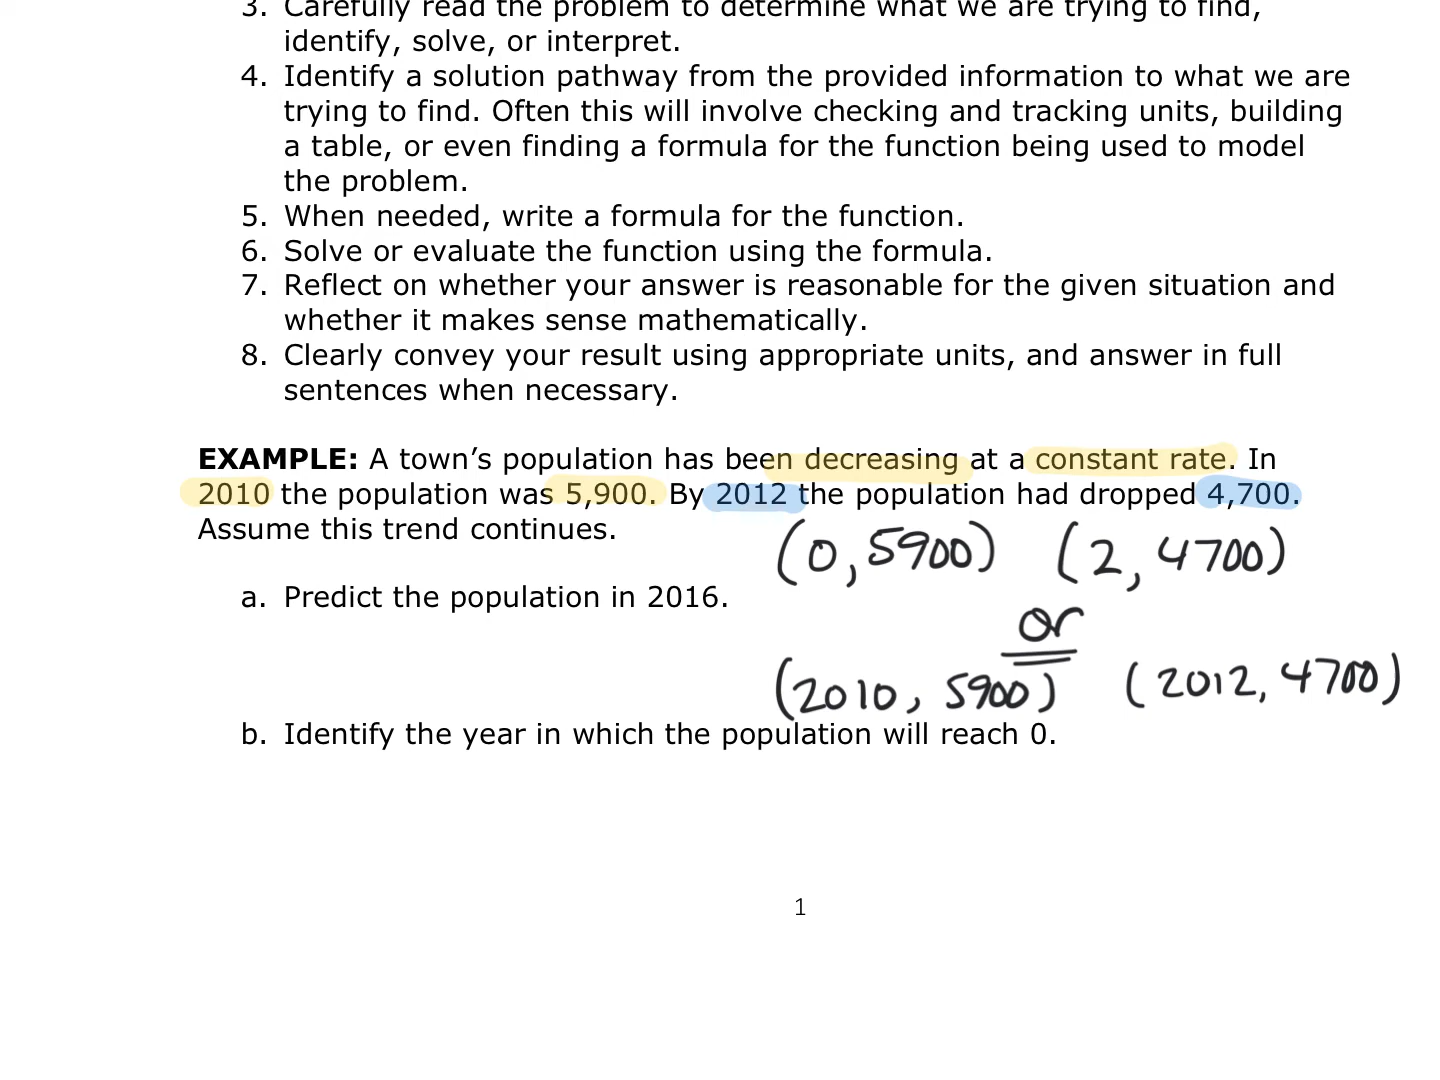 3. Carefully read the problem to determine what we are trying to find,
identify, solve, or interpret.
4. Identify a solution pathway from the provided information to what we are
trying to find. Often this will involve checking and tracking units, building
a table, or even finding a formula for the function being used to model
the problem.
5. When needed, write a formula for the function.
6. Solve or evaluate the function using the formula.
7. Reflect on whether your answer is reasonable for the given situation and
whether it makes sense mathematically.
8. Clearly convey your result using appropriate units, and answer in full
sentences when necessary.
EXAMPLE: A town’s population has been decreasing at a constant rate. In
2010 the population was 5,900. By 2012 the population had dropped 4,700.
Assume this trend continues.
(0, 5900) (2, 4700)
a. Predict the population in 2016.
or
(2010, 5900) (2012, 4700)
b. Identify the year in which the population will reach 0.
1